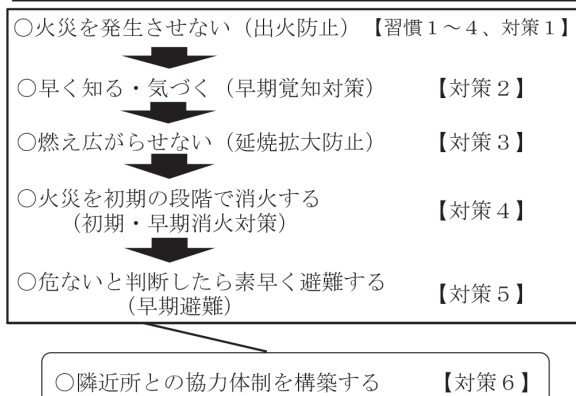 ○火災を発生させない（出火防止）【習慣１～４、対策１】
○早く知る・気づく（早期覚知対策）　【対策２】
○燃え広がらせない（延焼拡大防止）　【対策３】
○火災を初期の段階で消火する　【対策４】
（初期・早期消火対策）
○危ないと判断したら素早く避難する　【対策５】
（早期避難）
○隣近所との協力体制を構築する　【対策６】